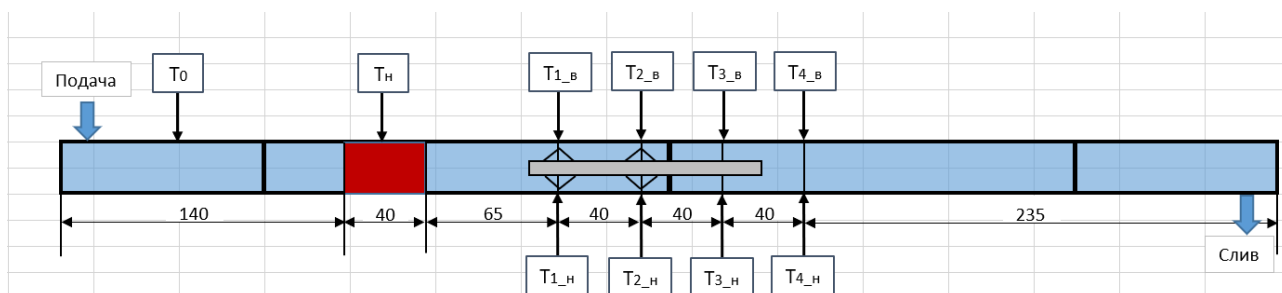 Подача
T0
Tн
T1_в
T2_в
T3_в
T4_в
140
40
65
40
40
40
235
T1_н
T2_н
T3_н
T4_н
Слив